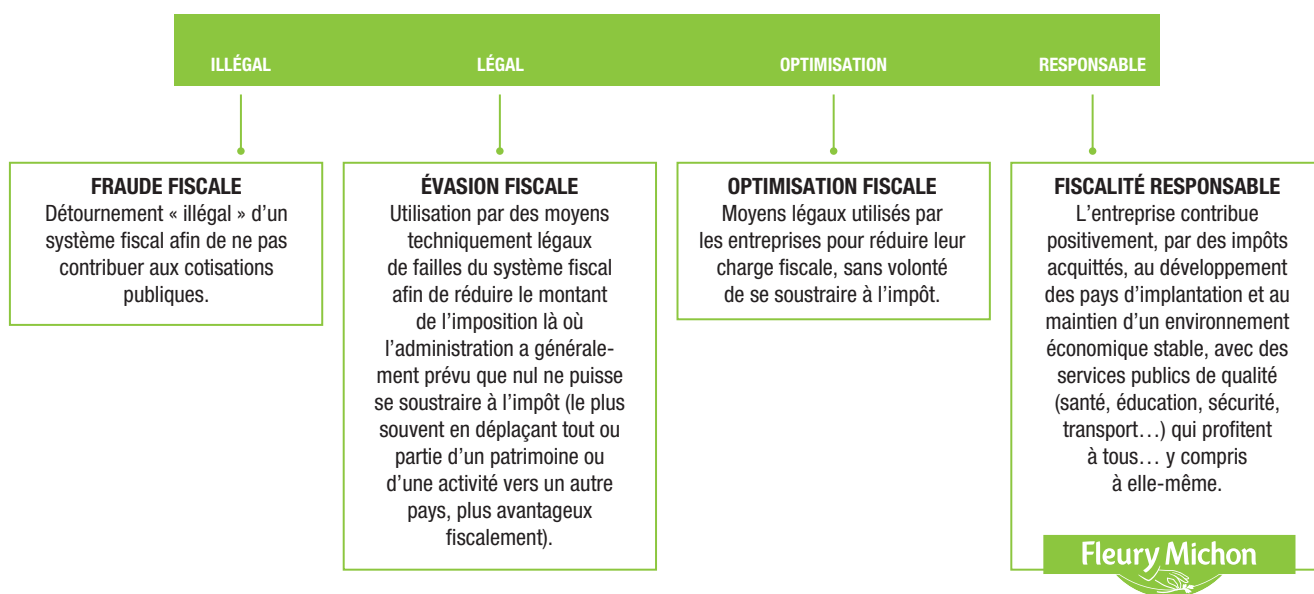 ILLÉGAL
LÉGAL
OPTIMISATION
RESPONSABLE
FRAUDE FISCALE
Détournement « illégal » d’un
système fiscal afin de ne pas
contribuer aux cotisations
publiques.
ÉVASION FISCALE
Utilisation par des moyens
techniquement légaux
de failles du système fiscal
afin de réduire le montant
de l’imposition là où
l’administration a générale-
ment prévu que nul ne puisse
se soustraire à l’impôt (le plus
souvent en déplaçant tout ou
partie d’un patrimoine ou
d’une activité vers un autre
pays, plus avantageux
fiscalement).
OPTIMISATION FISCALE
Moyens légaux utilisés par
les entreprises pour réduire leur
charge fiscale, sans volonté
de se soustraire à l’impôt.
FISCALITÉ RESPONSABLE
L’entreprise contribue
positivement, par des impôts
acquittés, au développement
des pays d’implantation et au
maintien d’un environnement
économique stable, avec des
services publics de qualité
(santé, éducation, sécurité,
transport…) qui profitent
à tous… y compris
à elle-même.
Fleury Michon